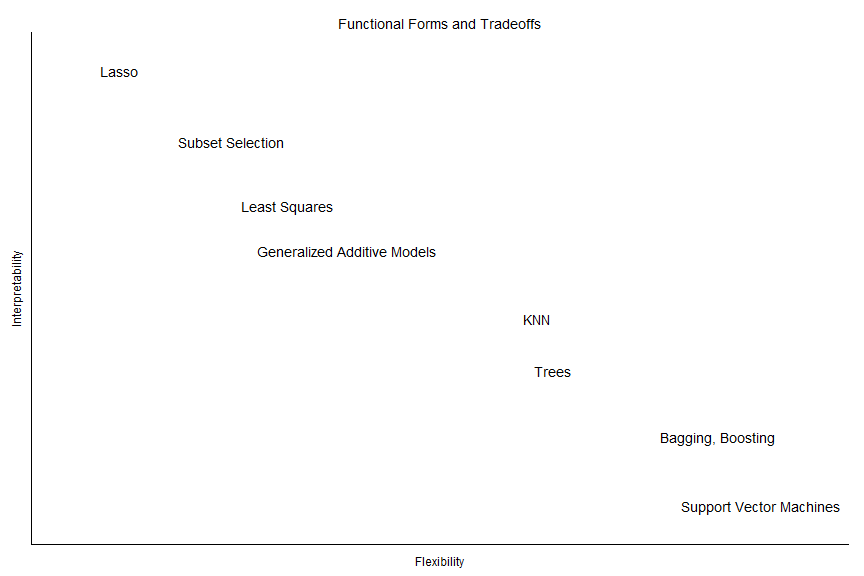 Functional Forms and Tradeoffs
Lasso
Subset Selection
Least Squares
Generalized Additive Models
Interpretability
KNN
Trees
Bagging, Boosting
Support Vector Machines
Flexibility